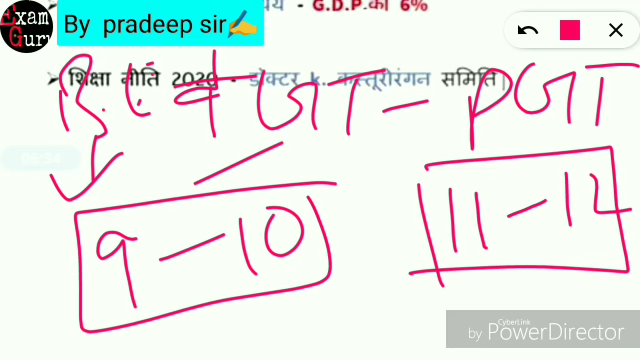 Exam
Guru
By pradeep sir✍
- G.D.P.का 6%
➤ शिक्षा नीति 2020 - डॉक्टर k. कस्तूरीरंगन समिति
TGT - PGT
9 - 10
11 - 12
CyberLink
by PowerDirector